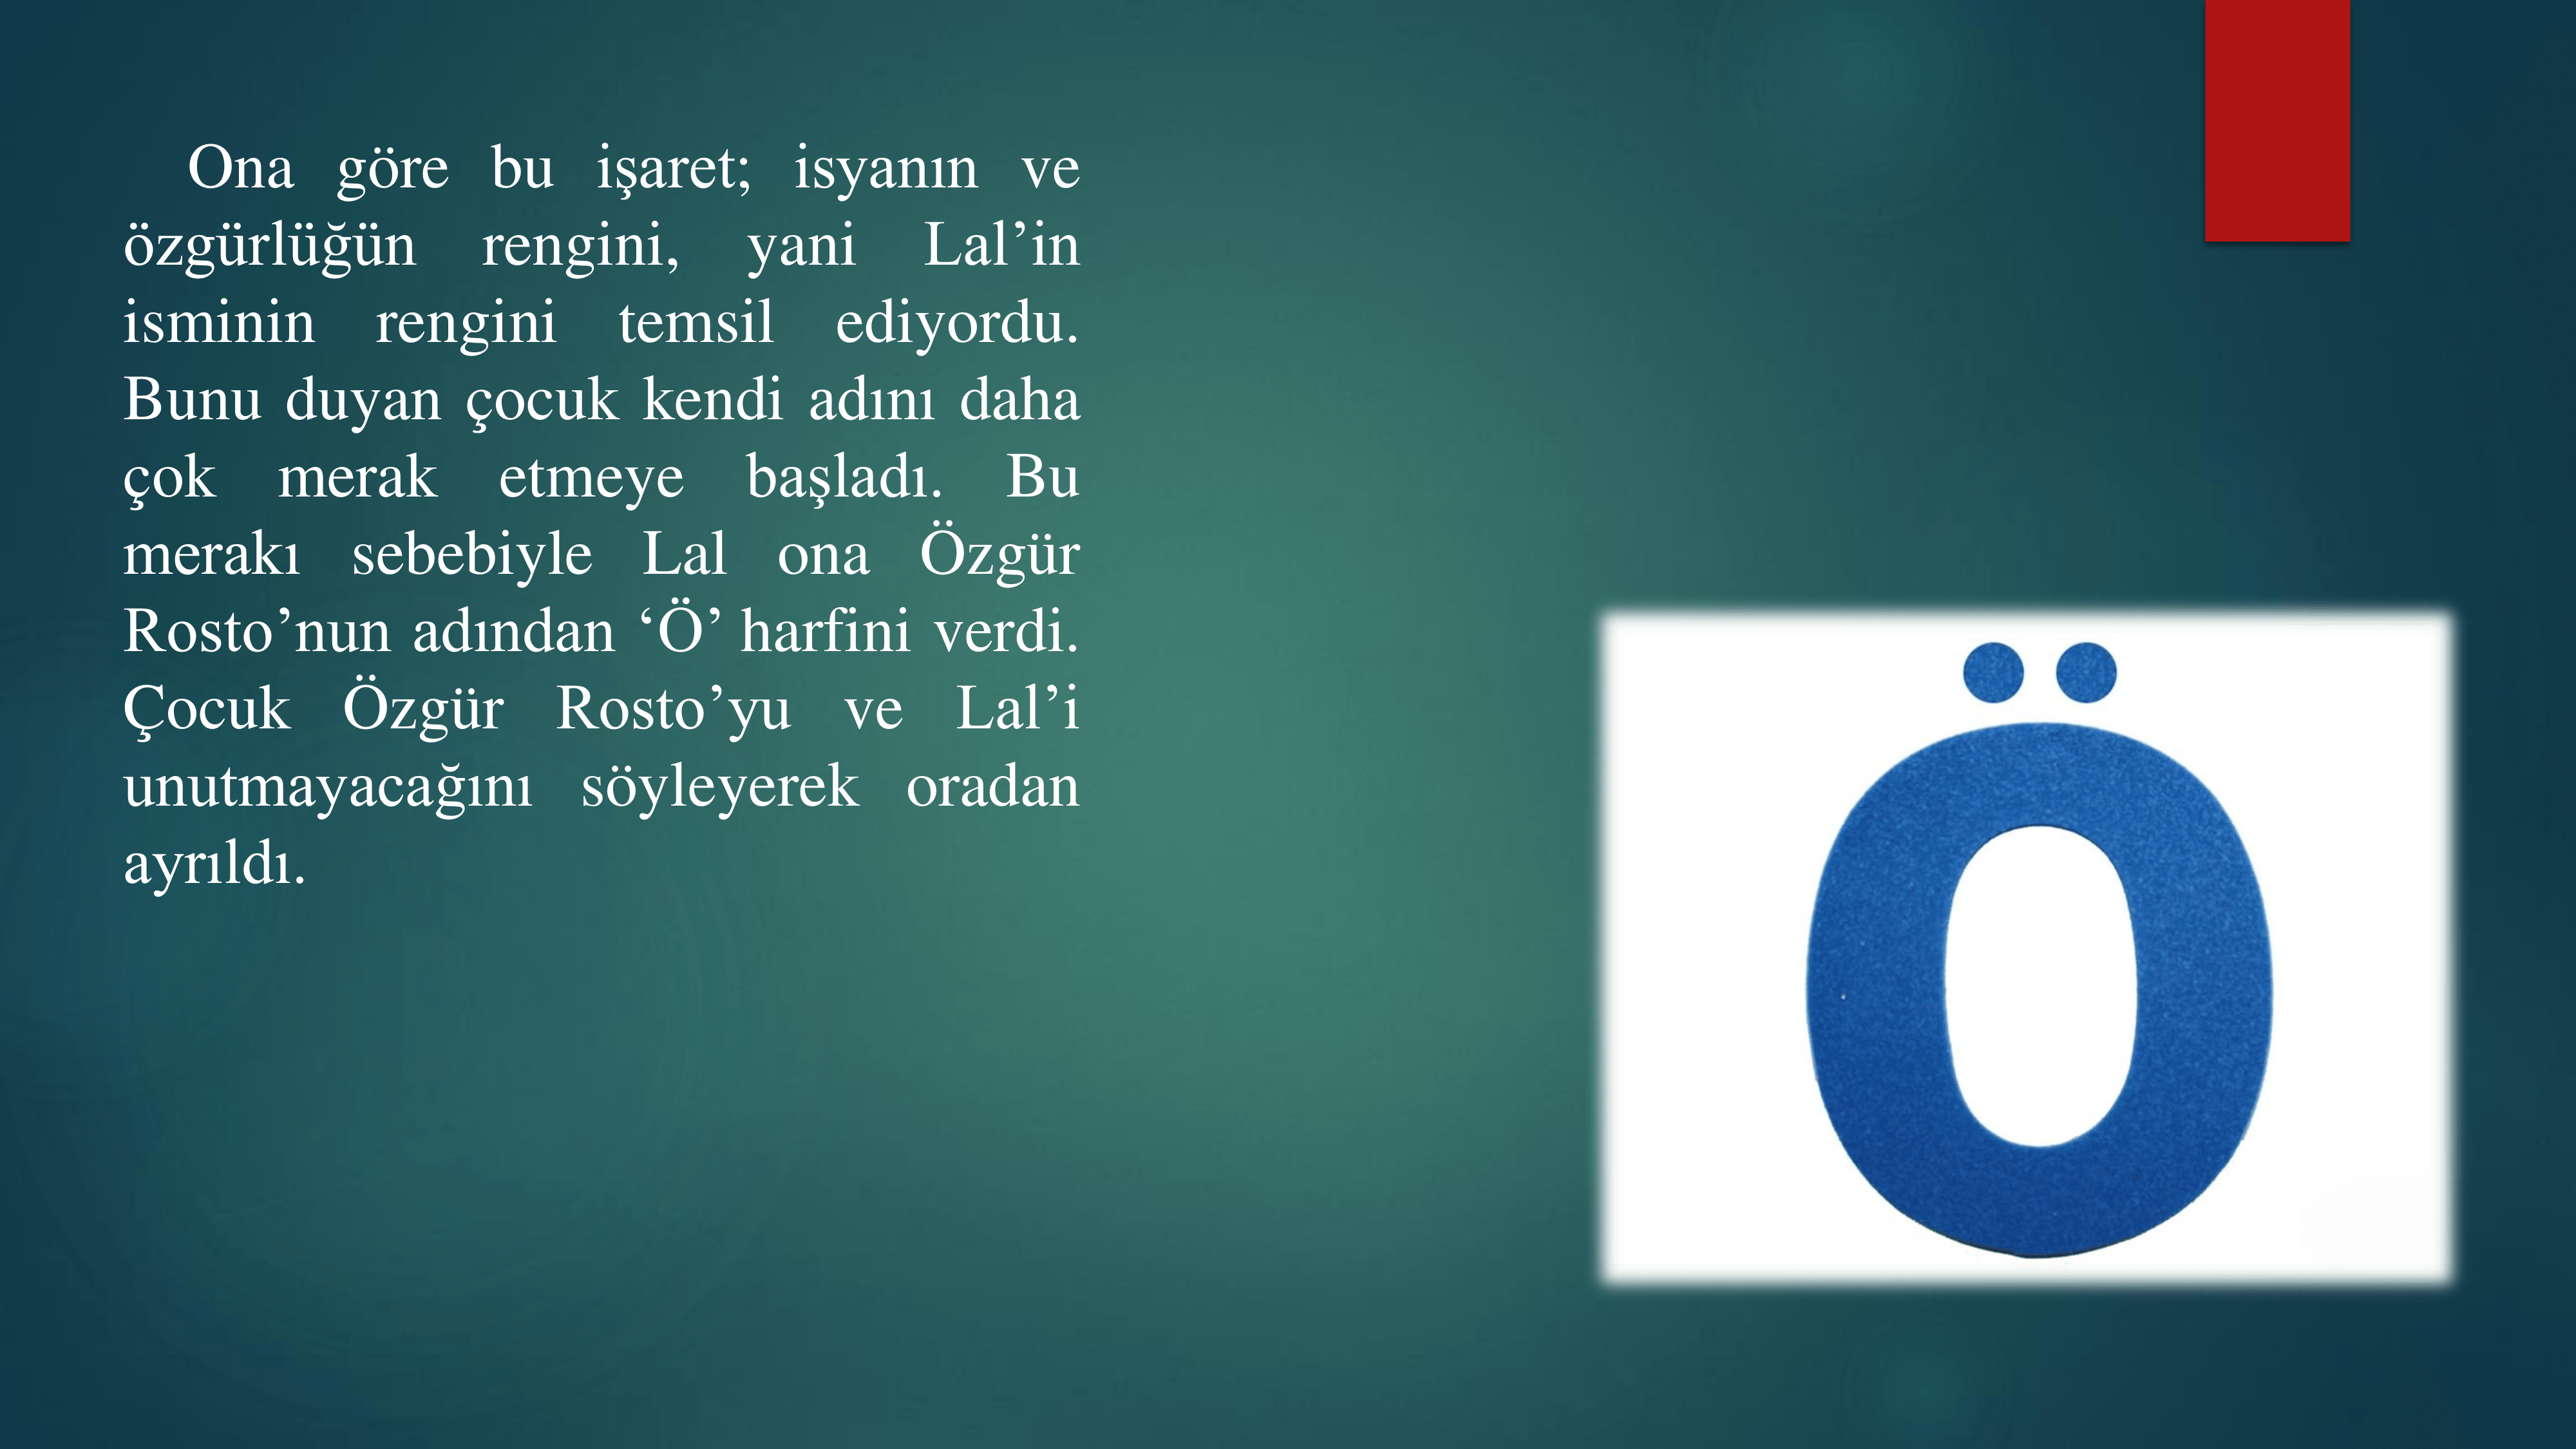 Ona göre bu işaret; isyanın ve
özgürlüğün rengini, yani Lal’in
isminin rengini temsil ediyordu.
Bunu duyan çocuk kendi adını daha
çok merak etmeye başladı. Bu
merakı sebebiyle Lal ona Özgür
Rosto’nun adından ‘Ö’ harfini verdi.
Çocuk Özgür Rosto’yu ve Lal’i
unutmayacağını söyleyerek oradan
ayrıldı.
Ö